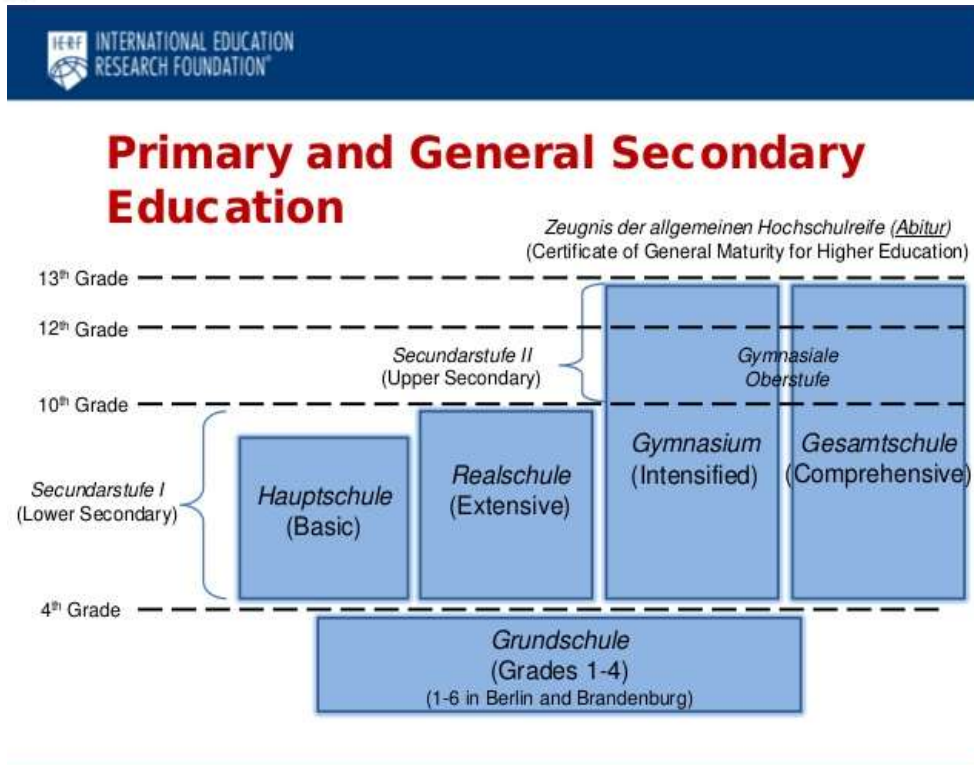 IERF
INTERNATIONAL EDUCATION
RESEARCH FOUNDATION®
Primary and General Secondary
Education
Zeugnis der allgemeinen Hochschulreife (Abitur)
(Certificate of General Maturity for Higher Education)
13th Grade
12th Grade
Secundarstufe II
(Upper Secondary)
Gymnasiale
Oberstufe
10th Grade
Secundarstufe I
(Lower Secondary)
Hauptschule
(Basic)
Realschule
(Extensive)
Gymnasium
(Intensified)
Gesamtschule
(Comprehensive)
4th Grade
Grundschule
(Grades 1-4)
(1-6 in Berlin and Brandenburg)